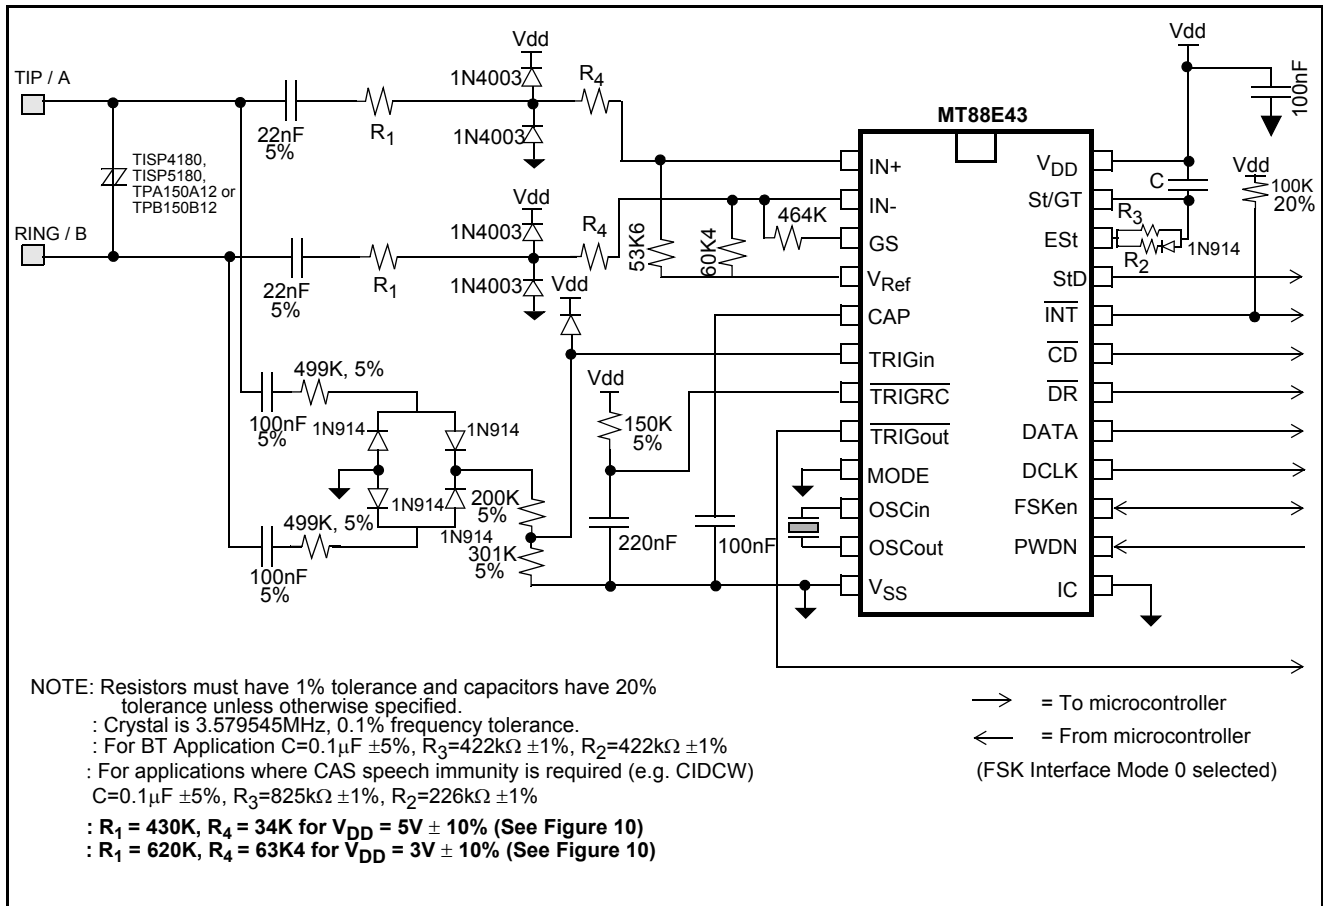 Vdd
Vdd
TIP / A
1N4003
R4
100nF
22nF
5%
R1
1N4003
MT88E43
TISP4180,
TISP5180,
TPA150A12 or
TPB150B12
IN+
VDD
Vdd
Vdd
C
100K
20%
IN-
St/GT
464K
R3
RING / B
1N4003
R4
53K6
60K4
GS
ESt
1N914
R2
22nF
5%
R1
1N4003
Vdd
VRef
StD
CAP
INT
TRIGin
CD
499K, 5%
Vdd
TRIGRC
DR
100nF
5%
1N914
1N914
150K
5%
TRIGout
DATA
MODE
DCLK
1N914
200K
5%
OSCin
FSKen
499K, 5%
1N914
220nF
100nF
OSCout
PWDN
301K
5%
100nF
5%
VSS
IC
NOTE: Resistors must have 1% tolerance and capacitors have 20%
tolerance unless otherwise specified.
: Crystal is 3.579545MHz, 0.1% frequency tolerance.
: For BT Application C=0.1µF ±5%, R3=422kΩ ±1%, R2=422kΩ ±1%
: For applications where CAS speech immunity is required (e.g. CIDCW)
C=0.1µF ±5%, R3=825kΩ ±1%, R2=226kΩ ±1%
: R1 = 430K, R4 = 34K for VDD = 5V ± 10% (See Figure 10)
: R1 = 620K, R4 = 63K4 for VDD = 3V ± 10% (See Figure 10)
= To microcontroller
= From microcontroller
(FSK Interface Mode 0 selected)